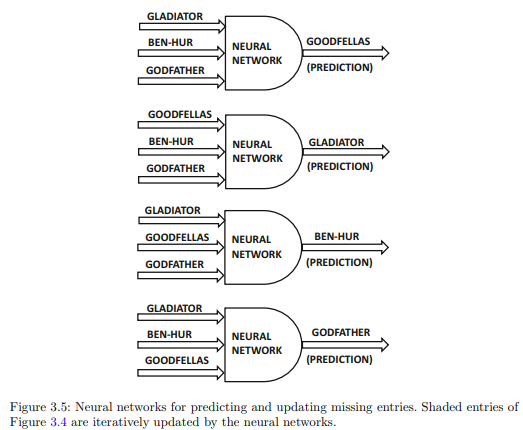 GLADIATOR
BEN-HUR
GODFATHER
NEURAL
NETWORK
GOODFELLAS
(PREDICTION)
GOODFELLAS
BEN-HUR
GODFATHER
NEURAL
NETWORK
GLADIATOR
(PREDICTION)
GLADIATOR
GOODFELLAS
GODFATHER
NEURAL
NETWORK
BEN-HUR
(PREDICTION)
GLADIATOR
BEN-HUR
GOODFELLAS
NEURAL
NETWORK
GODFATHER
(PREDICTION)
Figure 3.5: Neural networks for predicting and updating missing entries. Shaded entries of
Figure 3.4 are iteratively updated by the neural networks.